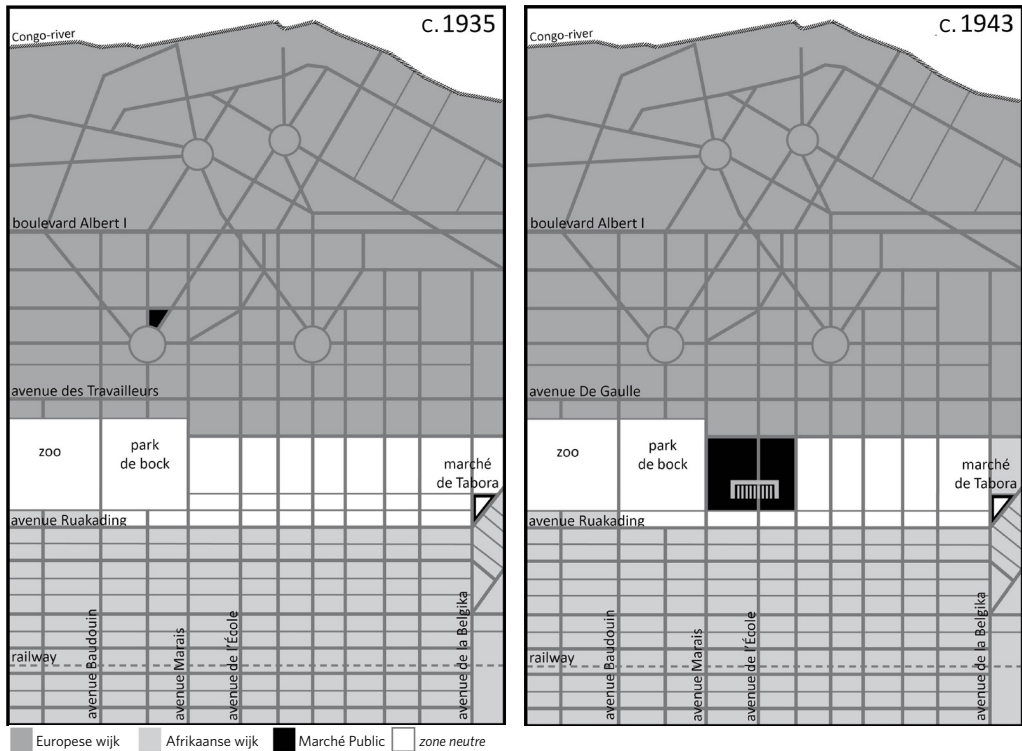 c.1935
Congo-river
boulevard Albert I
avenue des Travailleurs
zoo
park
de bock
marché
de Tabora
avenue Ruakading
avenue Baudouin
avenue Marais
avenue de l'École
avenue de la Belgika
railway
c.1943
Congo-river
boulevard Albert I
avenue De Gaulle
zoo
park
de bock
marché
de Tabora
avenue Ruakading
avenue Baudouin
avenue Marais
avenue de l'École
avenue de la Belgika
railway
Europese wijk
Afrikaanse wijk
Marché Public
zone neutre